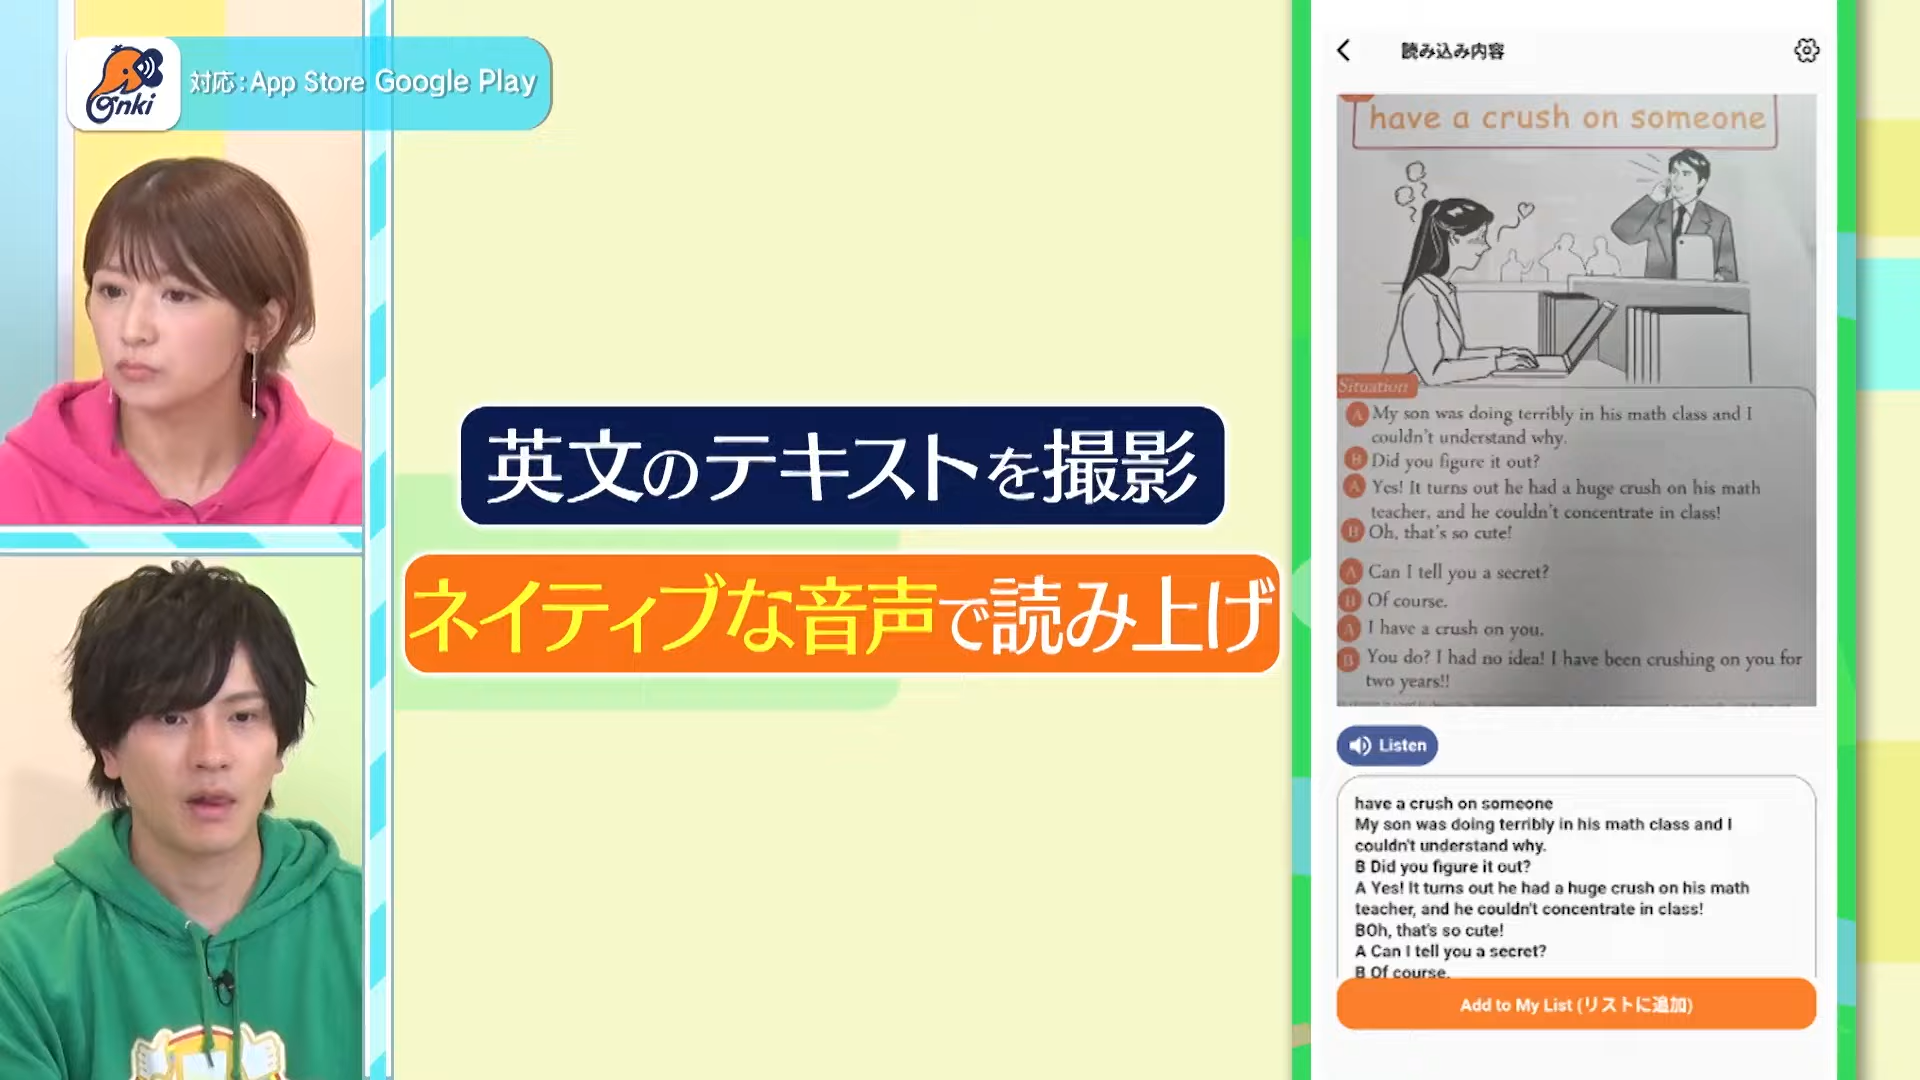 Onki
対応：App Store Google Play
英文のテキストを撮影
ネイティブな音声で読み上げ
読み込み内容
have a crush on someone
Situation
A My son was doing terribly in his math class and I
couldn't understand why.
B Did you figure it out?
A Yes! It turns out he had a huge crush on his math
teacher, and he couldn't concentrate in class!
B Oh, that's so cute!
A Can I tell you a secret?
B Of course.
A I have a crush on you.
B You do? I had no idea! I have been crushing on you for
two years!!
Listen
have a crush on someone
My son was doing terribly in his math class and I
couldn't understand why.
B Did you figure it out?
A Yes! It turns out he had a huge crush on his math
teacher, and he couldn't concentrate in class!
BOh, that's so cute!
A Can I tell you a secret?
B Of course.
Add to My List (リストに追加)